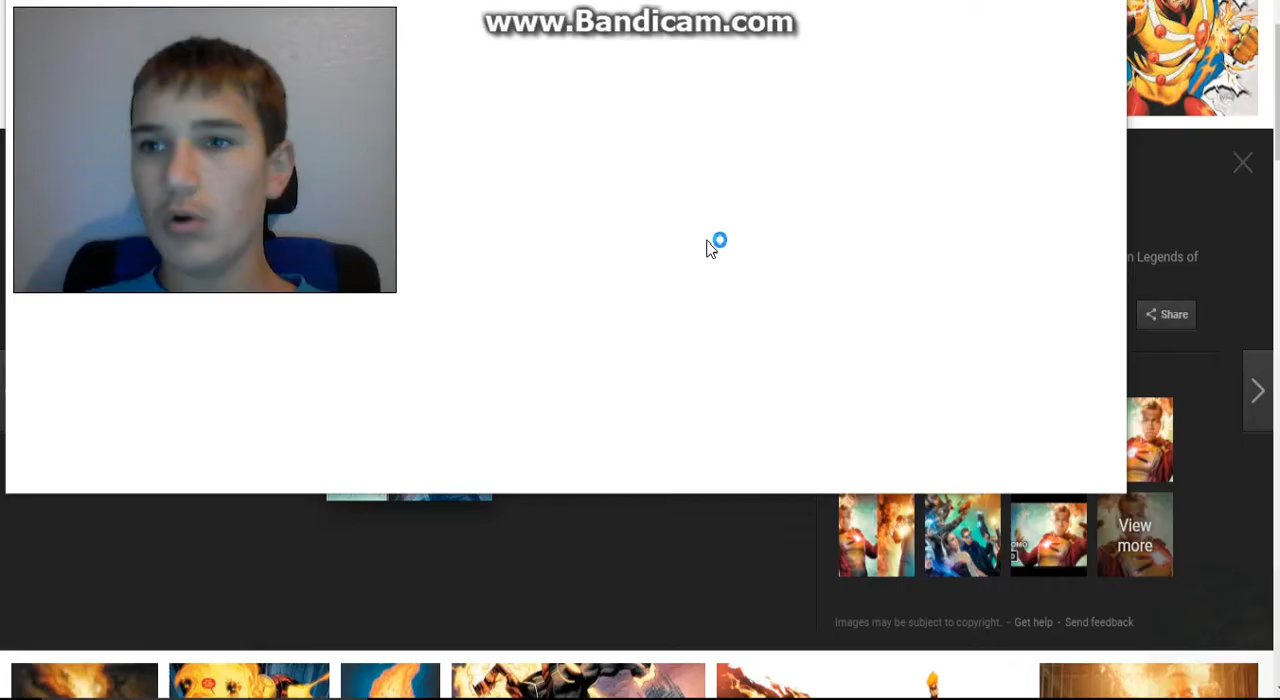 www.Bandicam.com
n Legends of
Share
View
more
Images may be subject to copyright. - Get help - Send feedback